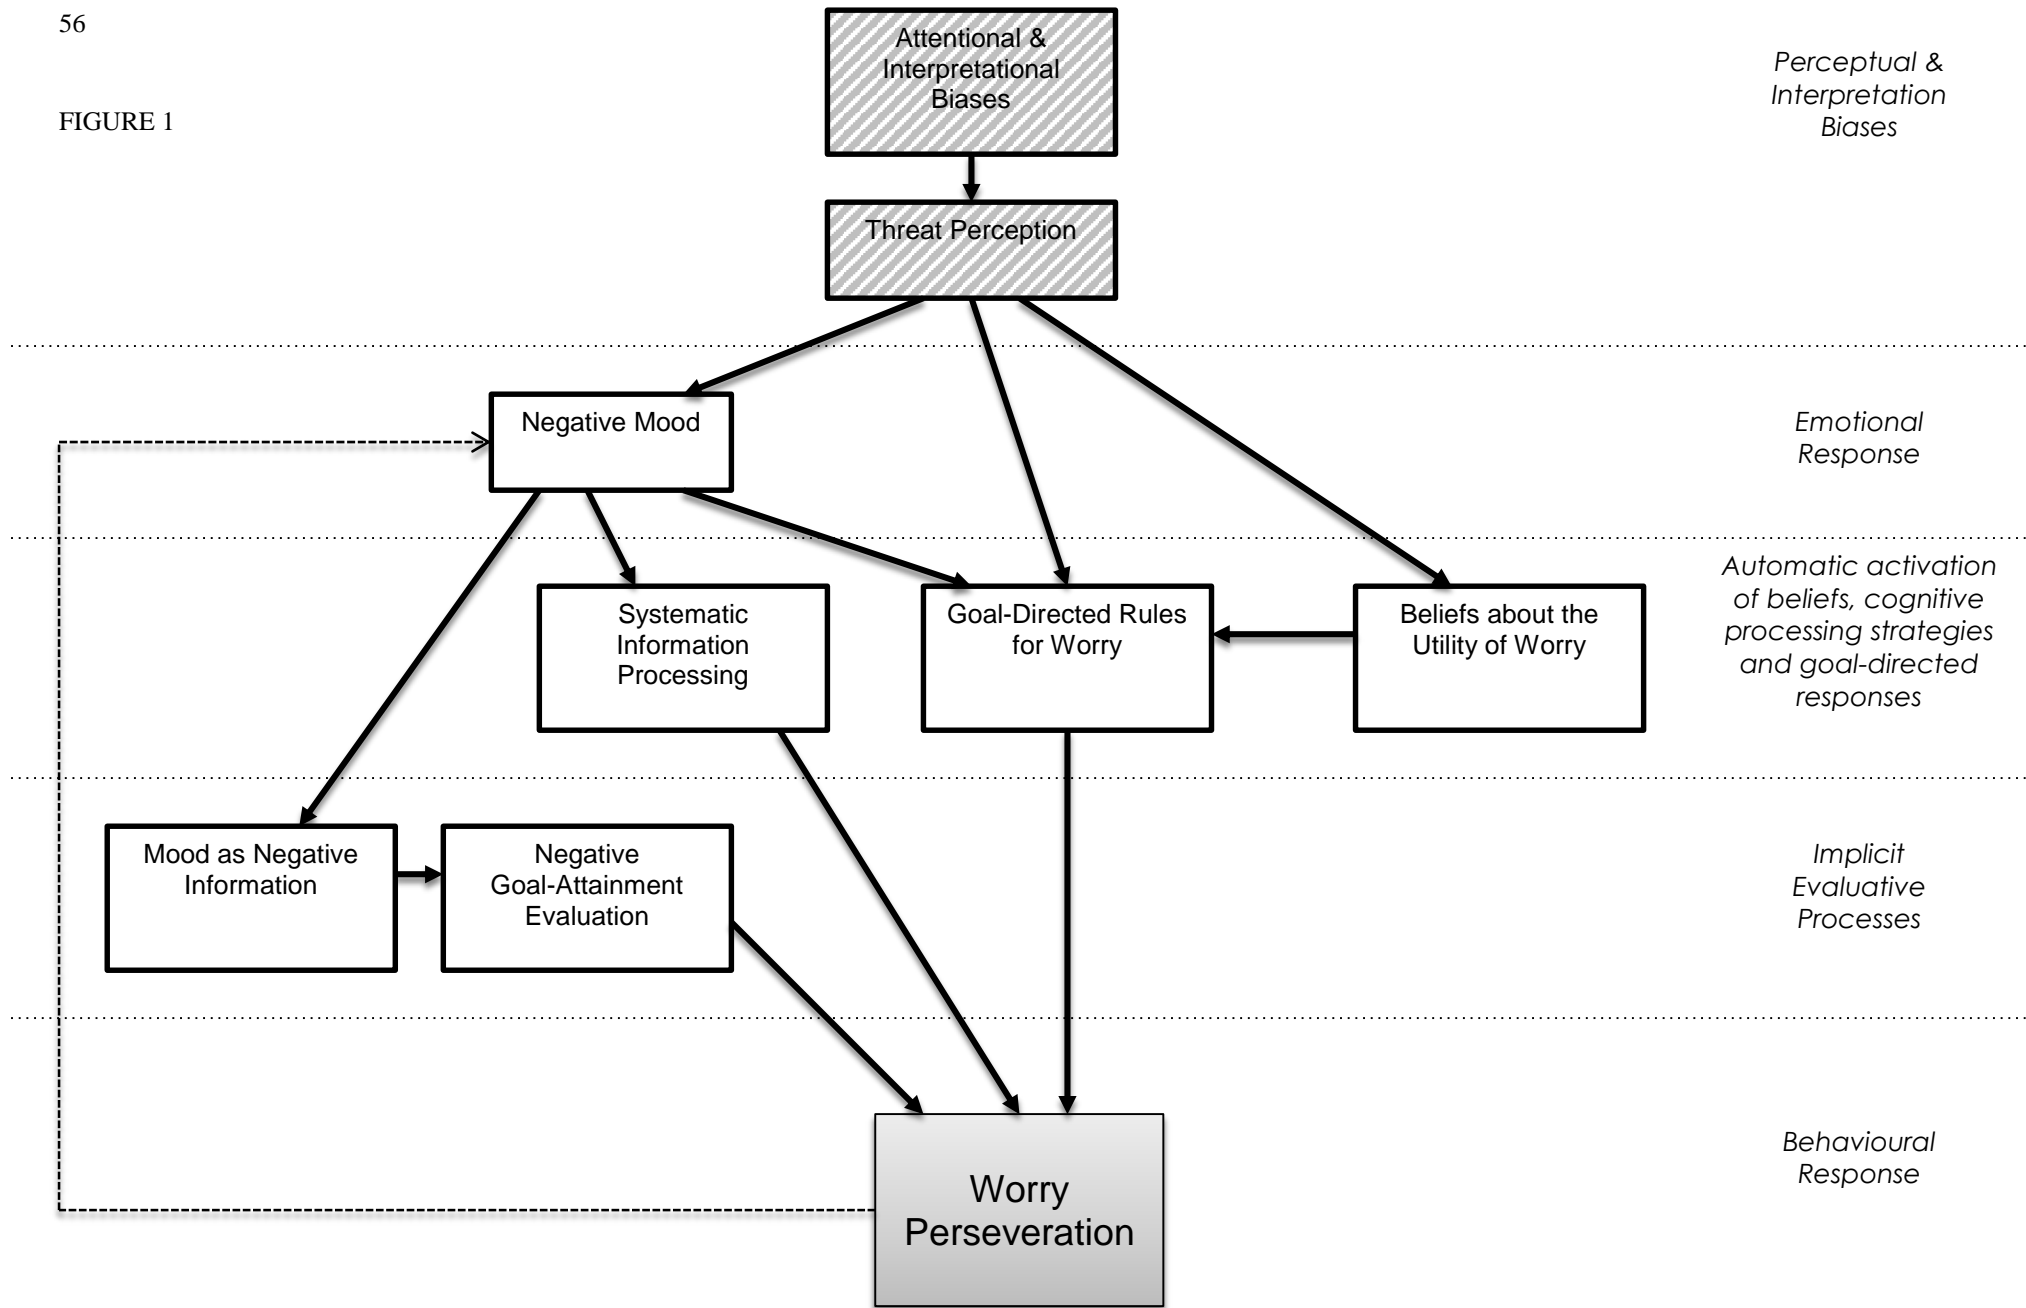 56
FIGURE 1
Attentional &
Interpretational
Biases
Perceptual &
Interpretation
Biases
Threat Perception
Negative Mood
Emotional
Response
Systematic
Information
Processing
Goal-Directed Rules
for Worry
Beliefs about the
Utility of Worry
Automatic activation
of beliefs, cognitive
processing strategies
and goal-directed
responses
Mood as Negative
Information
Negative
Goal-Attainment
Evaluation
Implicit
Evaluative
Processes
Worry
Perseveration
Behavioural
Response